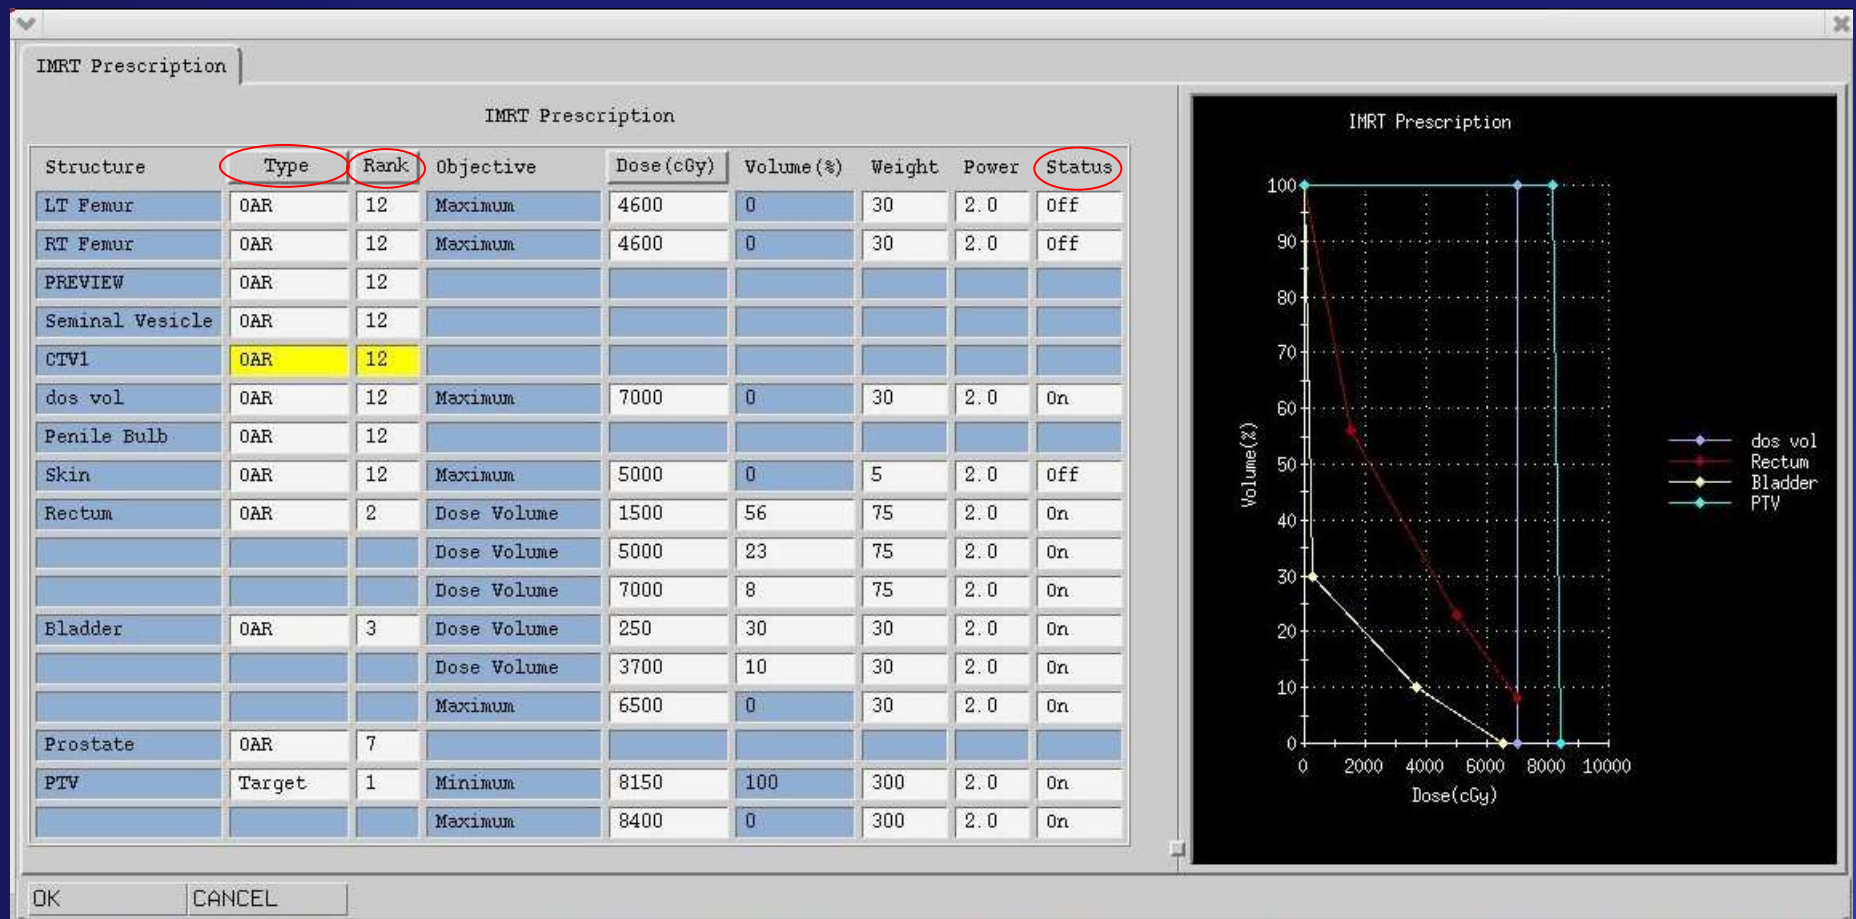 IMRT Prescription
IMRT Prescription
Structure Type Rank Objective Dose(cGy) Volume(%) Weight Power Status
LT Femur OAR 12 Maximum 4600 0 30 2.0 Off
RT Femur OAR 12 Maximum 4600 0 30 2.0 Off
PREVIEW OAR 12
Seminal Vesicle OAR 12
CTV1 OAR 12
dos vol OAR 12 Maximum 7000 0 30 2.0 On
Penile Bulb OAR 12
Skin OAR 12 Maximum 5000 0 5 2.0 Off
Rectum OAR 2 Dose Volume 1500 56 75 2.0 On
Dose Volume 5000 23 75 2.0 On
Dose Volume 7000 8 75 2.0 On
Bladder OAR 3 Dose Volume 250 30 30 2.0 On
Dose Volume 3700 10 30 2.0 On
Maximum 6500 0 30 2.0 On
Prostate OAR 7
PTV Target 1 Minimum 8150 100 300 2.0 On
Maximum 8400 0 300 2.0 On
OK CANCEL
IMRT Prescription
100
90
80
70
60
50
40
30
20
10
0
Volume(%)
0 2000 4000 6000 8000 10000
Dose(cGy)
dos vol
Rectum
Bladder
PTV